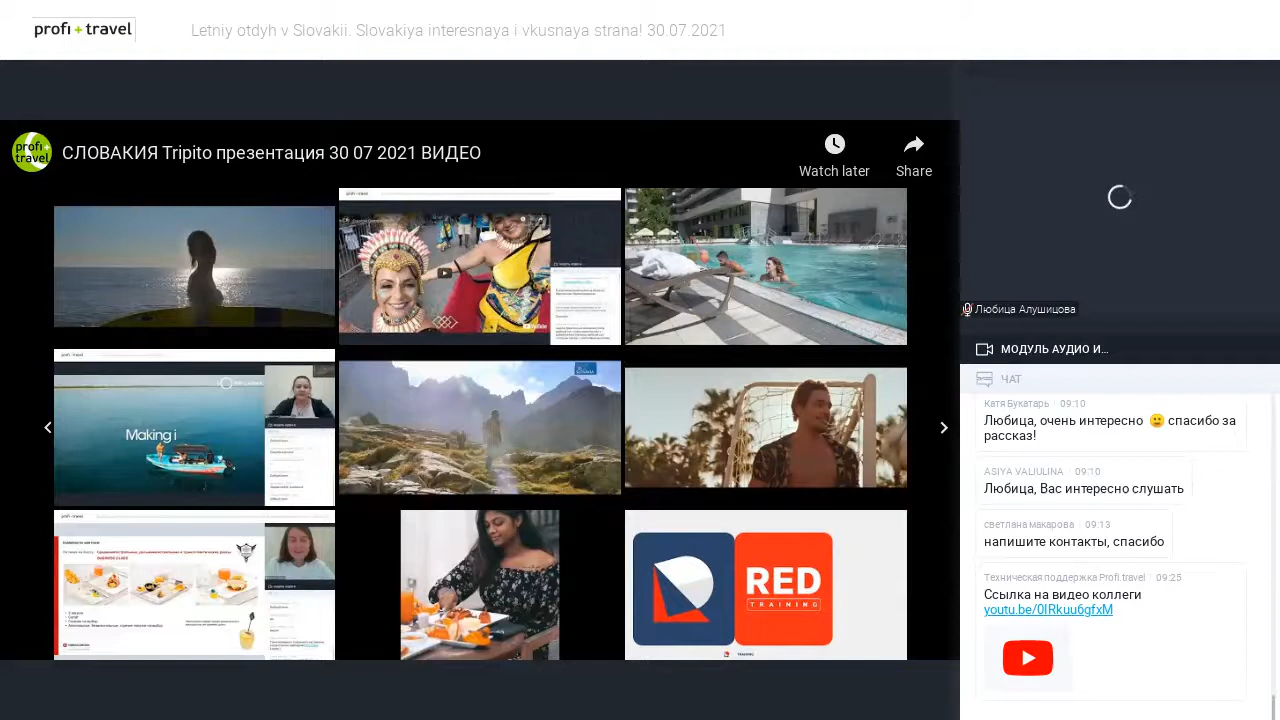 profi + travel
Letniy otdyh v Slovakii. Slovakiya interesnaya i vkusnaya strana! 30.07.2021
profi
travel
СЛОВАКИЯ Tripito презентация 30 07 2021 ВИДЕО
Watch later
Share
Making i
RED
TRAINING
МОДУЛЬ АУДИО И...
ЧАТ
Катя Букатарь 09:10
Любица, очень интересно спасибо за
рассказ!
VALIULINA 09:10
Любица, Вас интересно слушать
светлана макарова 09:13
напишите контакты, спасибо
Техническая поддержка Profi.travel 09:25
Ссылка на видео коллеги
youtu.be/0IRkuu6gfxM